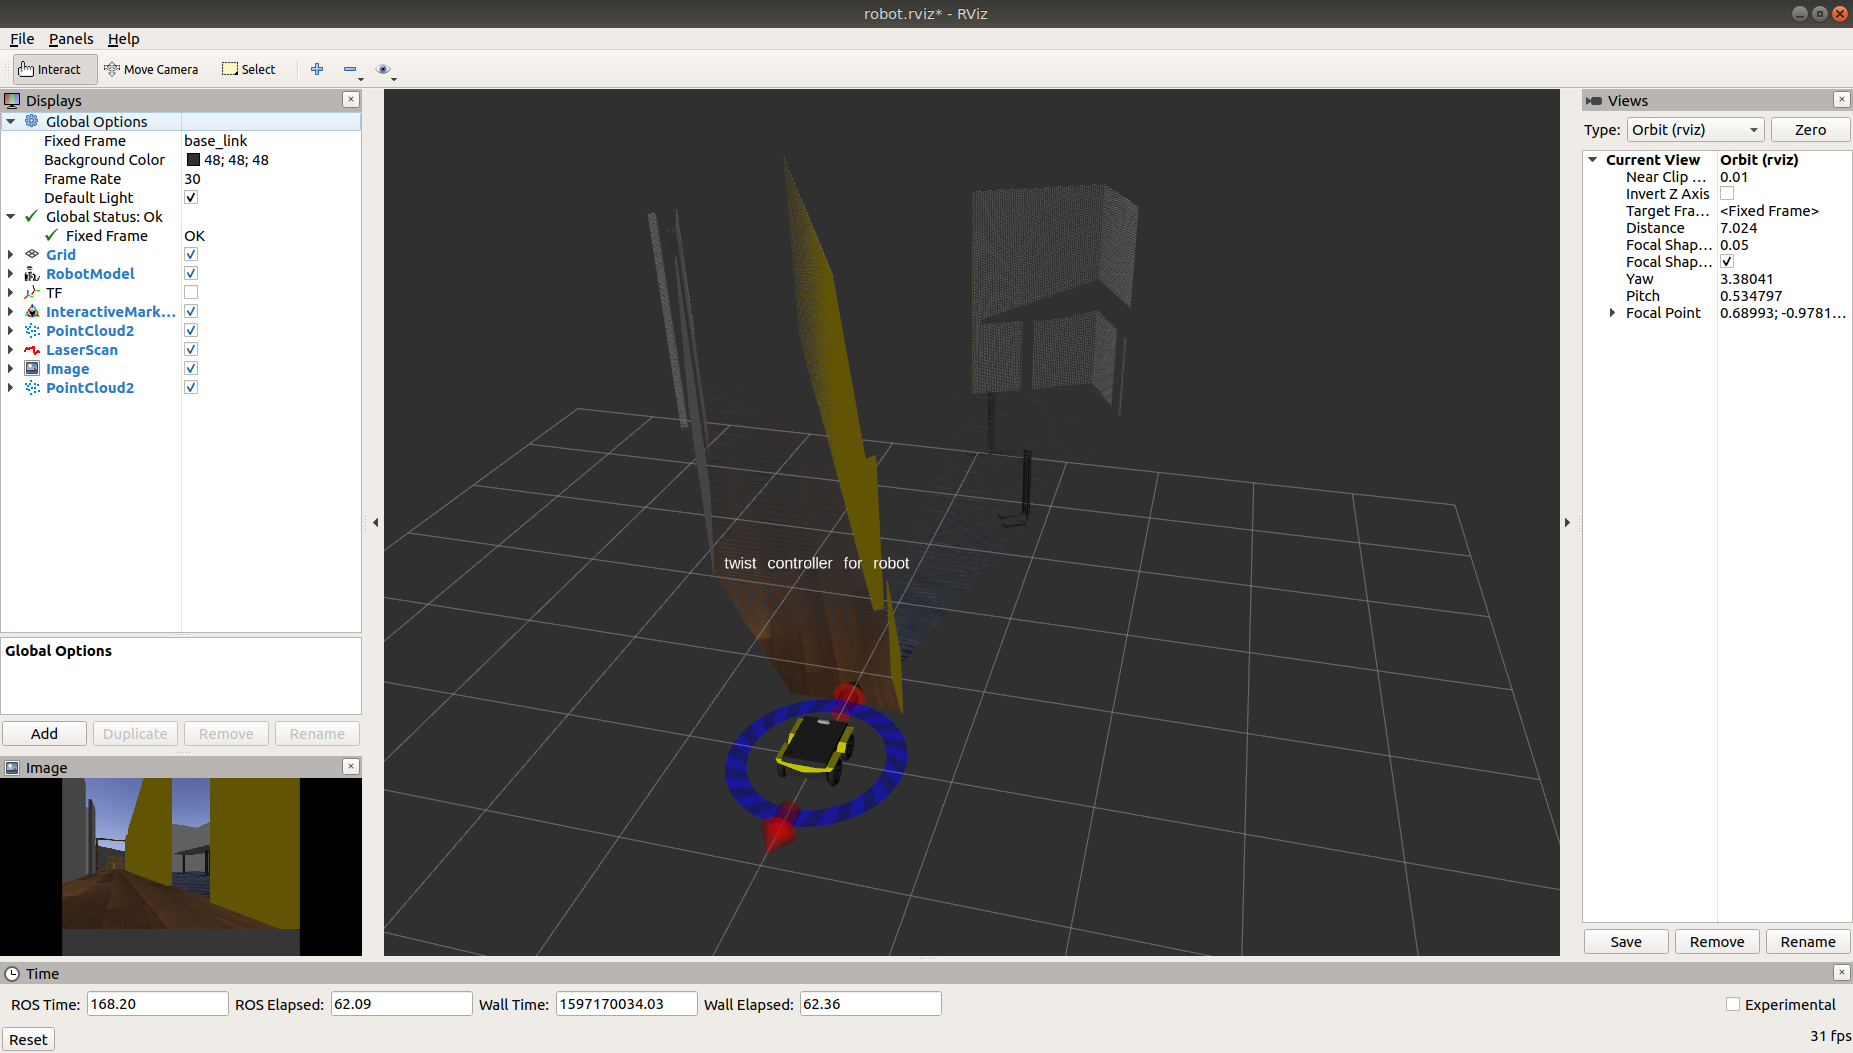 robot.rviz* - RViz
File Panels Help
Interact Move Camera Select
Displays
Global Options
Fixed Frame base_link
Background Color 48; 48; 48
Frame Rate 30
Default Light
Global Status: Ok
Fixed Frame OK
Grid
RobotModel
TF
InteractiveMark...
PointCloud2
LaserScan
Image
PointCloud2
Global Options
Add Duplicate Remove Rename
Image
twist controller for robot
Views
Type: Orbit (rviz) Zero
Current View Orbit (rviz)
Near Clip ... 0.01
Invert Z Axis
Target Fra... <Fixed Frame>
Distance 7.024
Focal Shap... 0.05
Focal Shap...
Yaw 3.38041
Pitch 0.534797
Focal Point 0.68993; -0.9781...
Save Remove Rename
Time
ROS Time: 168.20 ROS Elapsed: 62.09 Wall Time: 1597170034.03 Wall Elapsed: 62.36 Experimental
Reset 31 fps